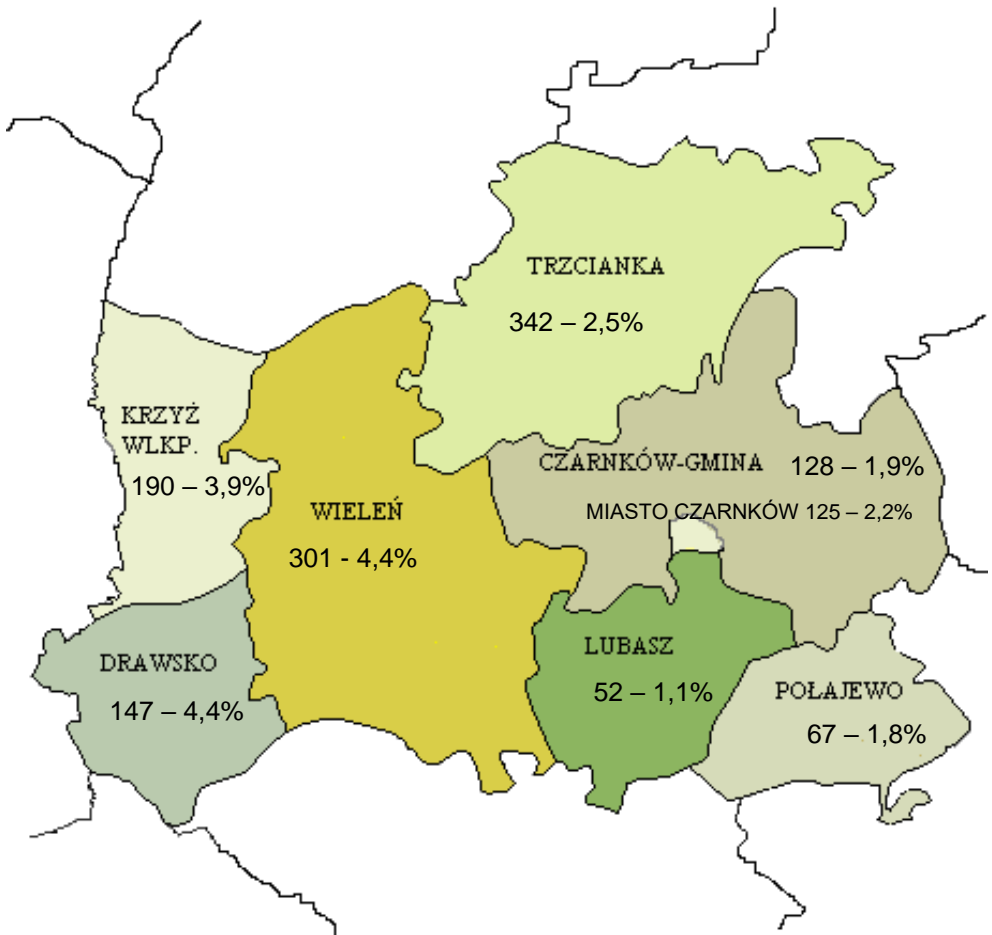 TRZCIANKA
342 – 2,5%
KRZYŻ
WLKP.
190 – 3,9%
WIELEŃ
301 - 4,4%
CZARNKÓW-GMINA 128 – 1,9%
MIASTO CZARNKÓW 125 – 2,2%
DRAWSKO
147 – 4,4%
LUBASZ
52 – 1,1%
POŁAJEWO
67 – 1,8%